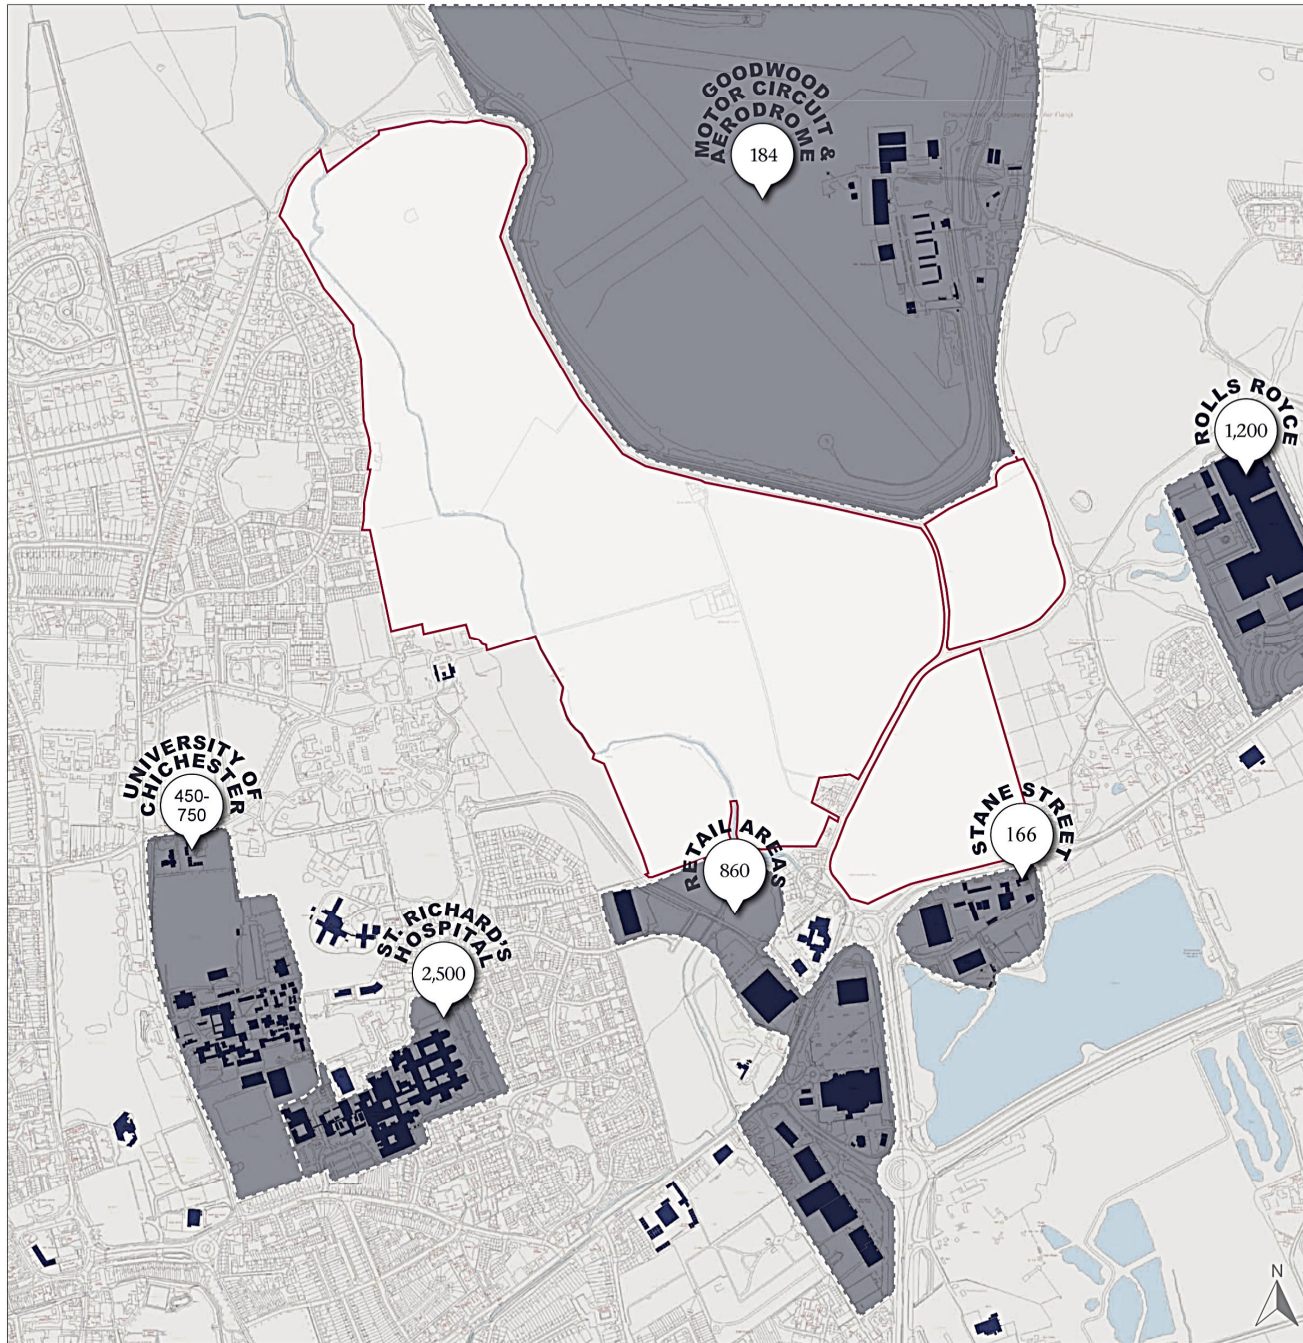 GOODWOOD
MOTOR CIRCUIT &
AERODROME
184
ROLLS ROYCE
1,200
UNIVERSITY OF
CHICHESTER
450-
750
STANE STREET
166
RETAIL AREAS
860
ST. RICHARD'S
HOSPITAL
2,500
N